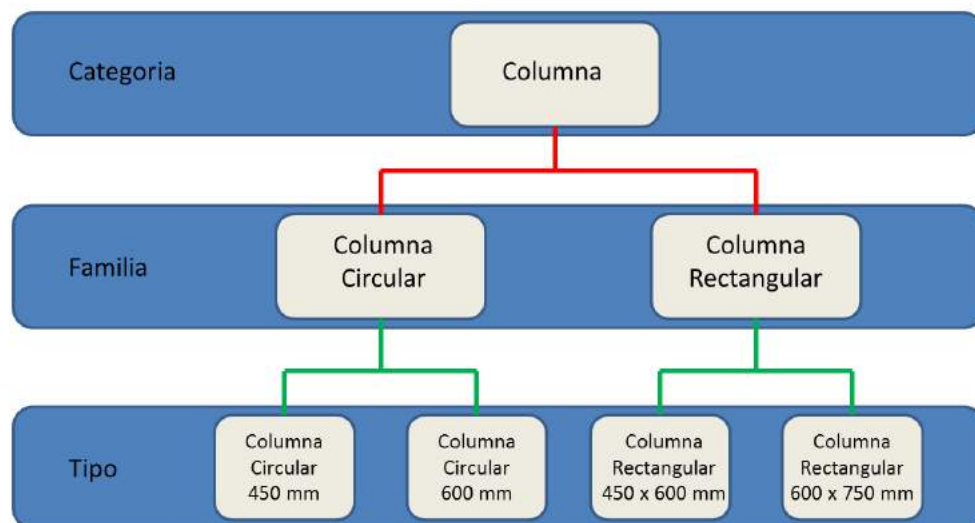 Categoria
Columna
Familia
Columna
Circular
Columna
Rectangular
Tipo
Columna
Circular
450 mm
Columna
Circular
600 mm
Columna
Rectangular
450 x 600 mm
Columna
Rectangular
600 x 750 mm